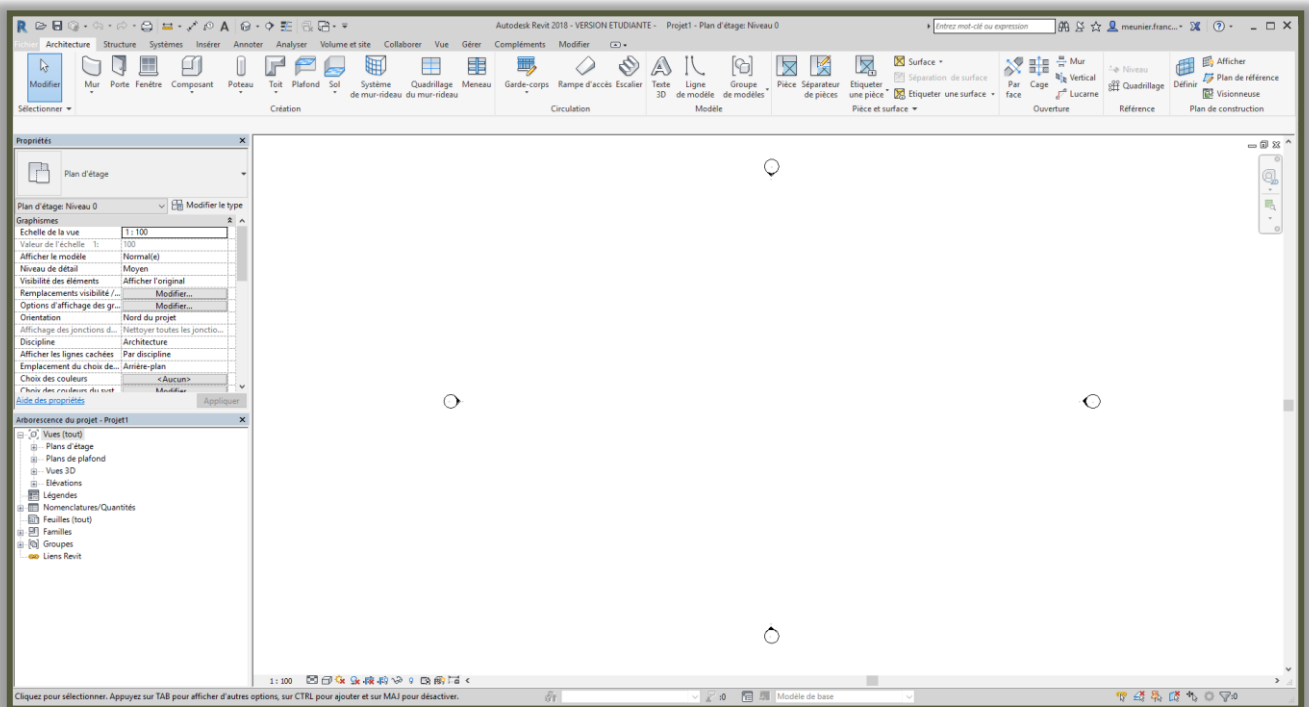 Autodesk Revit 2018 - VERSION ETUDIANTE - Projet1 - Plan d'étage: Niveau 0
Entrez mot-clé ou expression
meunier.franc...
Fichier Architecture Structure Systèmes Insérer Annoter Analyser Volume et site Collaborer Vue Gérer Compléments Modifier
Modifier Mur Porte Fenêtre Composant Poteau Toit Plafond Sol Système de mur-rideau Quadrillage du mur-rideau Meneau Garde-corps Rampe d'accès Escalier Texte 3D Ligne de modèle Groupe de modèles Pièce Séparateur de pièces Etiqueter une pièce
Surface
Séparation de surface
Etiqueter une surface
Par face Cage
Mur
Vertical
Lucarne
Niveau
Quadrillage
Définir
Afficher
Plan de référence
Visionneuse
Sélectionner Création Circulation Modèle Pièce et surface Ouverture Référence Plan de construction
Propriétés
Plan d'étage
Plan d'étage: Niveau 0 Modifier le type
Graphismes
Echelle de la vue 1 : 100
Valeur de l'échelle 1: 100
Afficher le modèle Normal(e)
Niveau de détail Moyen
Visibilité des éléments Afficher l'original
Remplacements visibilité /... Modifier...
Options d'affichage des gr... Modifier...
Orientation Nord du projet
Affichage des jonctions d... Nettoyer toutes les jonctio...
Discipline Architecture
Afficher les lignes cachées Par discipline
Emplacement du choix de... Arrière-plan
Choix des couleurs <Aucun>
Choix des couleurs du syst... Modifier...
Aide des propriétés Appliquer
Arborescence du projet - Projet1
Vues (tout)
Plans d'étage
Plans de plafond
Vues 3D
Elévations
Légendes
Nomenclatures/Quantités
Feuilles (tout)
Familles
Groupes
Liens Revit
1 : 100
Cliquez pour sélectionner. Appuyez sur TAB pour afficher d'autres options, sur CTRL pour ajouter et sur MAJ pour désactiver.
:0
Modèle de base
:0